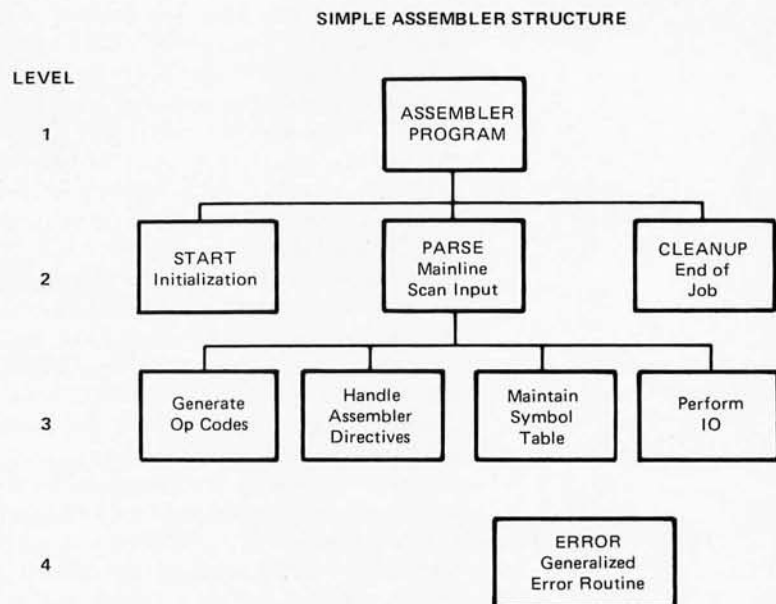 SIMPLE ASSEMBLER STRUCTURE
LEVEL
1
ASSEMBLER
PROGRAM
2
START
Initialization
PARSE
Mainline
Scan Input
CLEANUP
End of
Job
3
Generate
Op Codes
Handle
Assembler
Directives
Maintain
Symbol
Table
Perform
IO
4
ERROR
Generalized
Error Routine